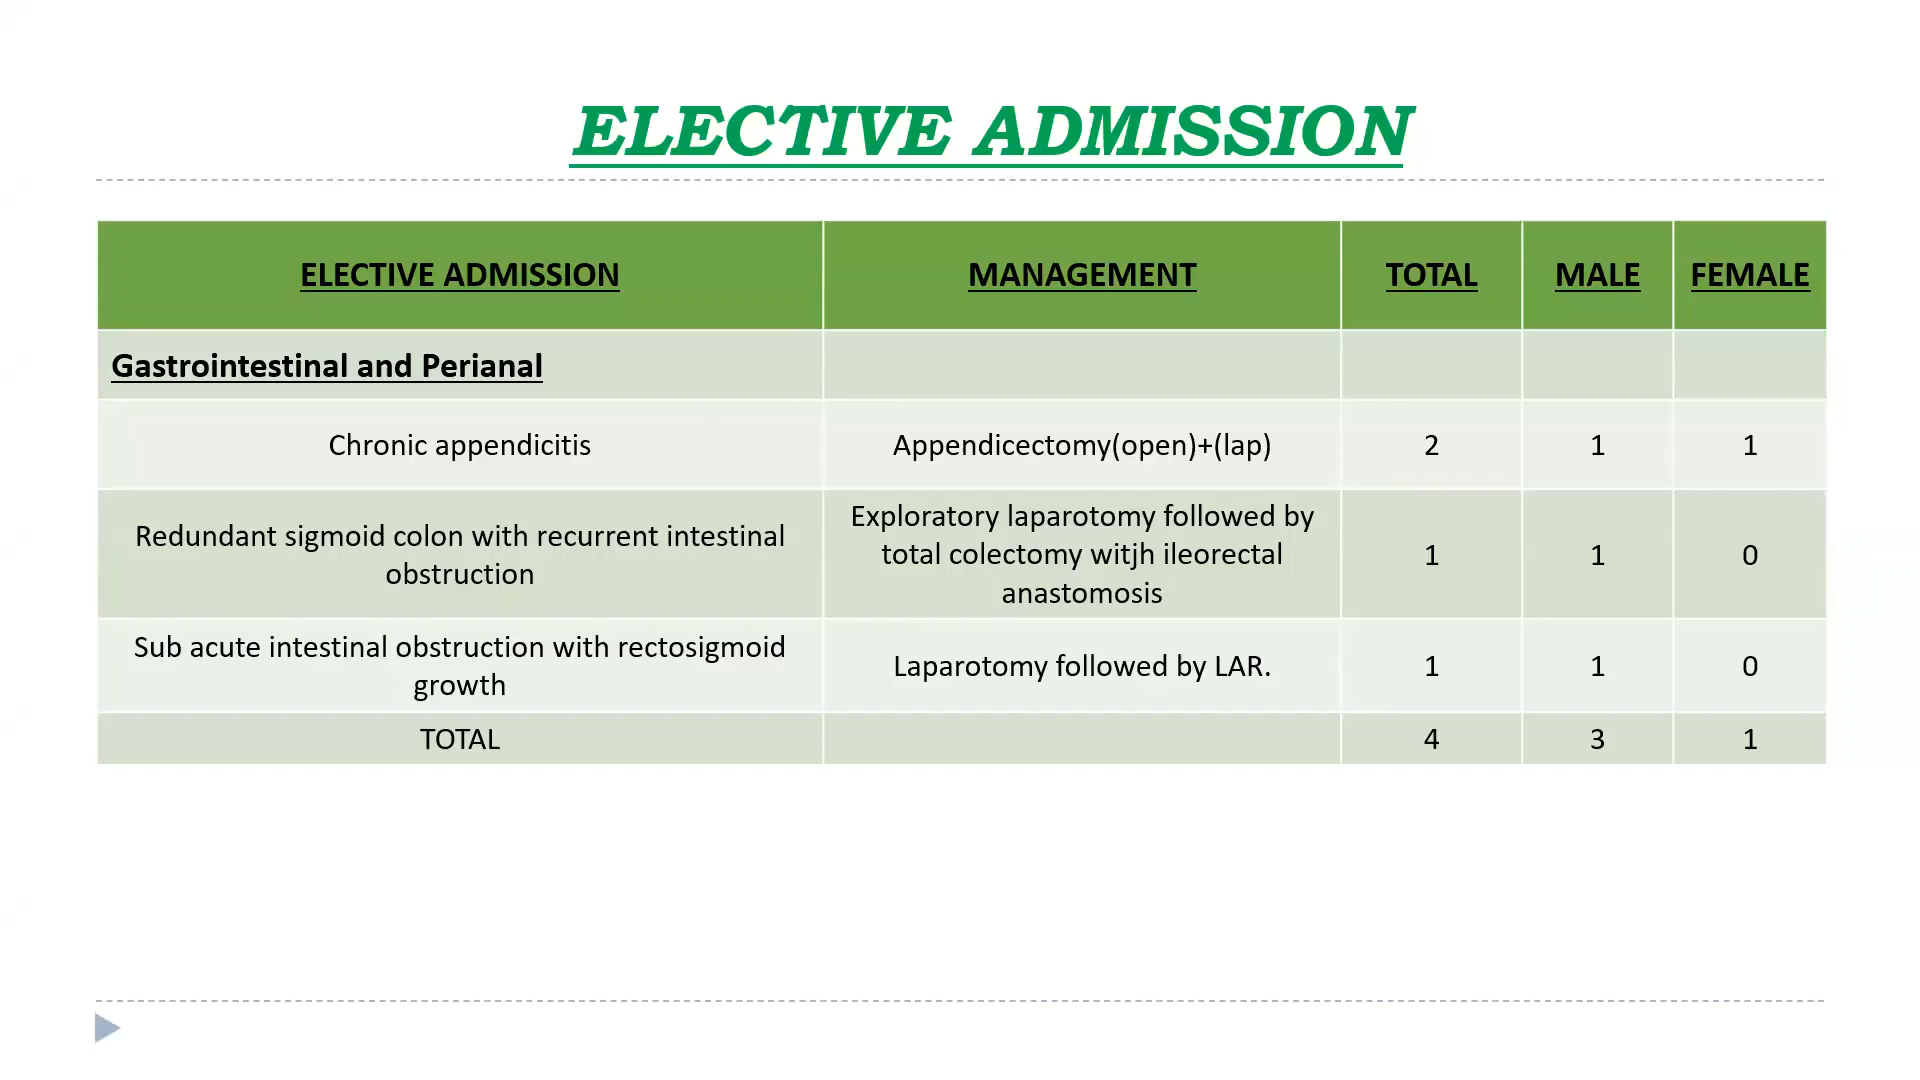 ELECTIVE ADMISSION
ELECTIVE ADMISSION MANAGEMENT TOTAL MALE FEMALE
Gastrointestinal and Perianal
Chronic appendicitis Appendicectomy(open)+(lap) 2 1 1
Redundant sigmoid colon with recurrent intestinal
obstruction
Exploratory laparotomy followed by
total colectomy witjh ileorectal
anastomosis
1 1 0
Sub acute intestinal obstruction with rectosigmoid
growth
Laparotomy followed by LAR. 1 1 0
TOTAL 4 3 1